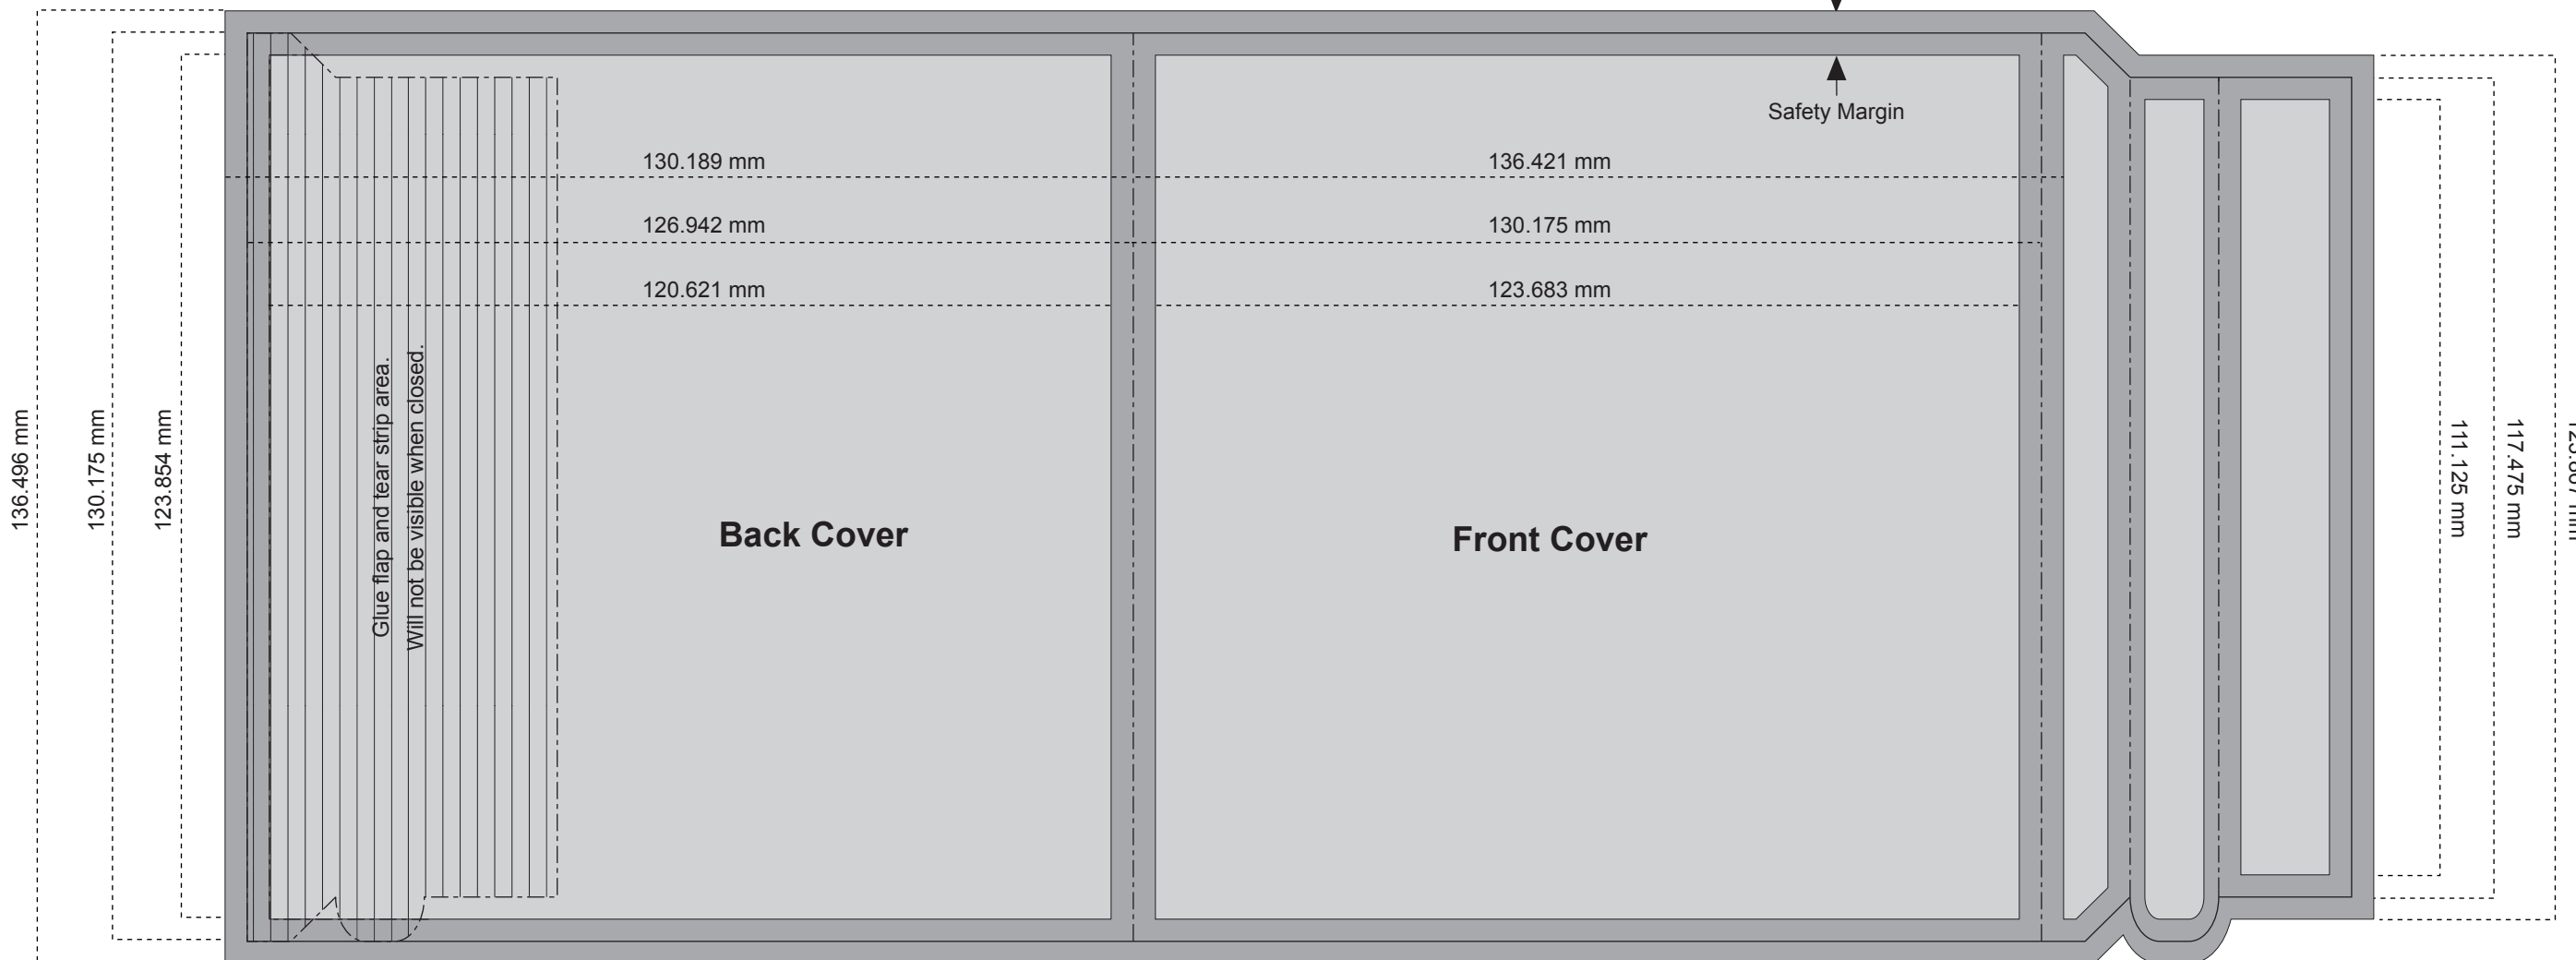 Safety Margin
130.189 mm
136.421 mm
126.942 mm
130.175 mm
120.621 mm
123.683 mm
136.496 mm
130.175 mm
123.854 mm
Glue flap and tear strip area.
Will not be visible when closed.
Back Cover
Front Cover
111.125 mm
117.475 mm